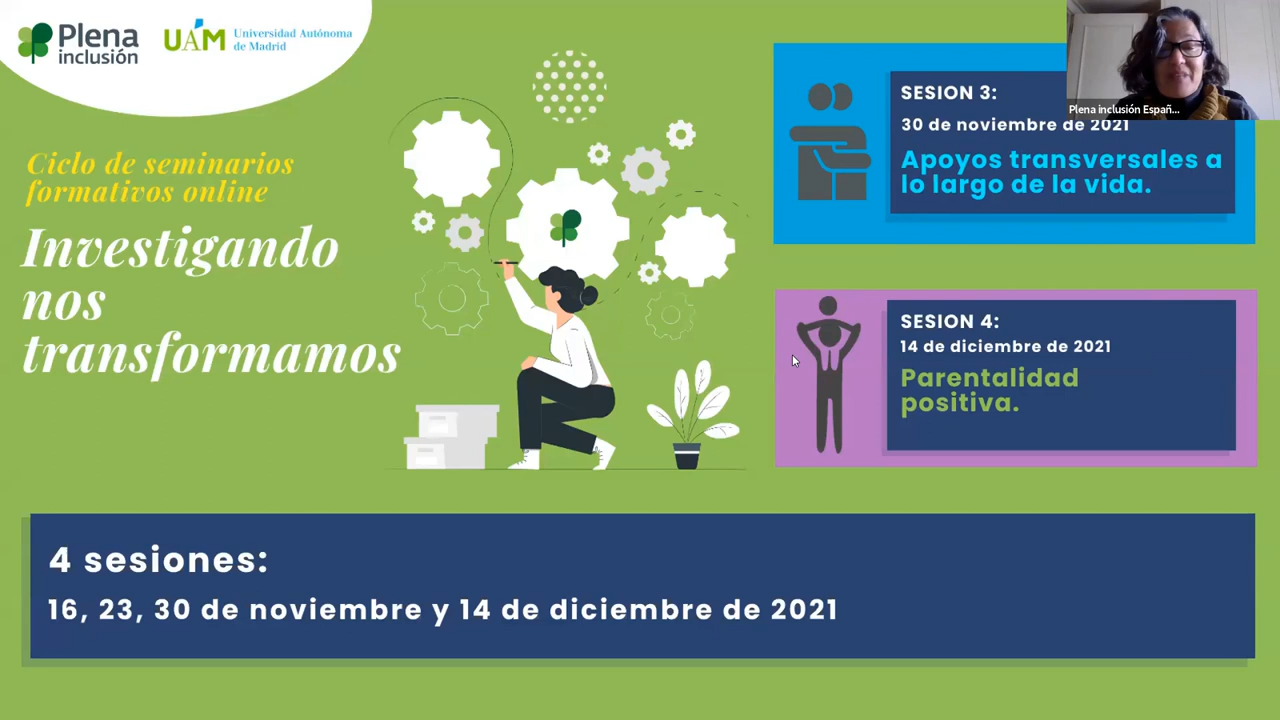 Plena
inclusión
UAM
Universidad Autónoma
de Madrid
Ciclo de seminarios
formativos online
Investigando
nos
transformamos
SESION 3:
30 de noviembre de 2021
Apoyos transversales a
lo largo de la vida.
Plena inclusión Españ...
SESION 4:
14 de diciembre de 2021
Parentalidad
positiva.
4 sesiones:
16, 23, 30 de noviembre y 14 de diciembre de 2021